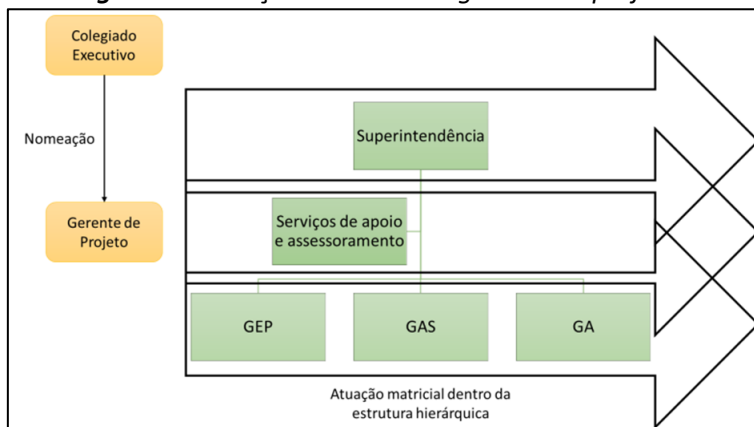 Colegiado
Executivo
Nomeação
Gerente de
Projeto
Superintendência
Serviços de apoio
e assessoramento
GEP
GAS
GA
Atuação matricial dentro da
estrutura hierárquica